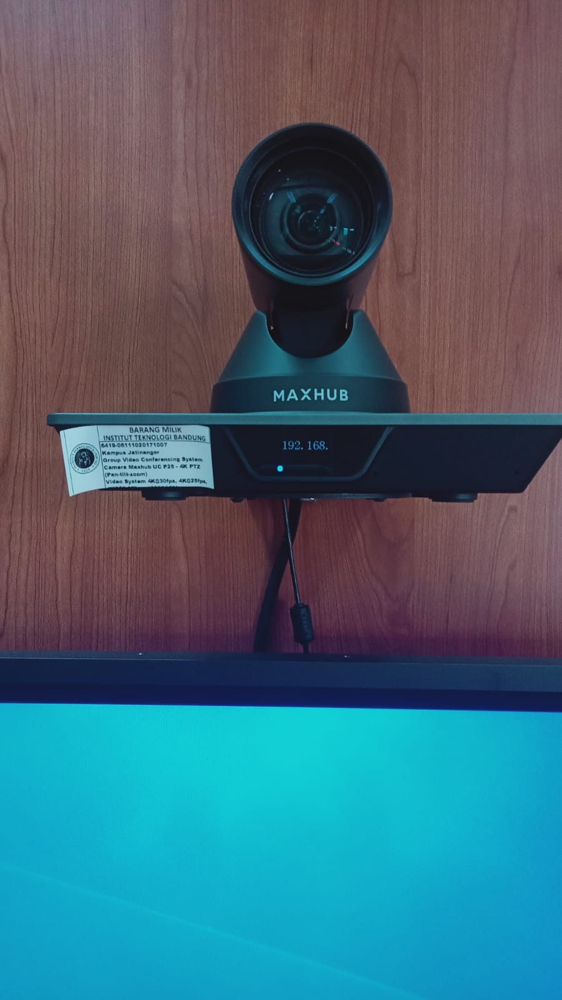 MAXHUB
192.168.
BARANG MILIK
INSTITUT TEKNOLOGI BANDUNG
6419-06111020171007
Kampus Jatinangor
Group Video Conferencing System
Camera Maxhub UC P25 - 4K PTZ
(Pan-tilt-zoom)
Video System 4K@30fps, 4K@25fps,